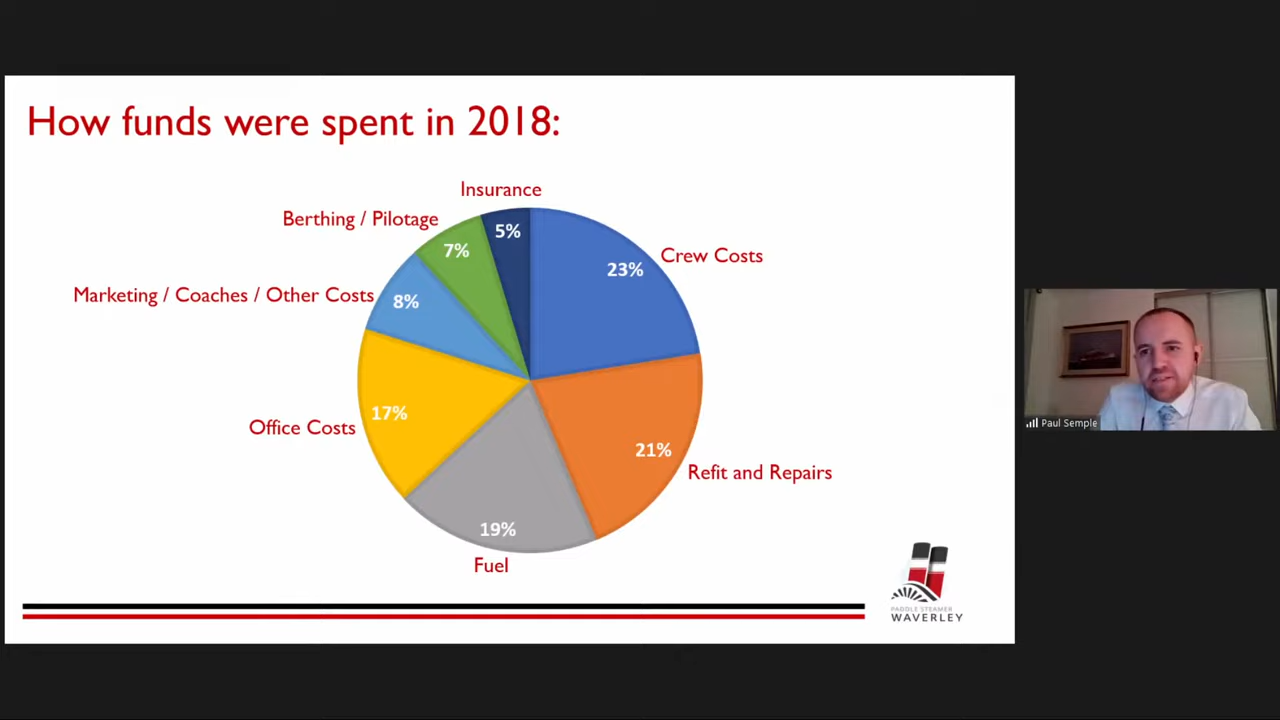 How funds were spent in 2018:
Insurance
Berthing / Pilotage
5%
7%
Crew Costs
23%
Marketing / Coaches / Other Costs
8%
17%
Office Costs
21%
Refit and Repairs
19%
Fuel
PADDLE STEAMER
WAVERLEY
Paul Semple